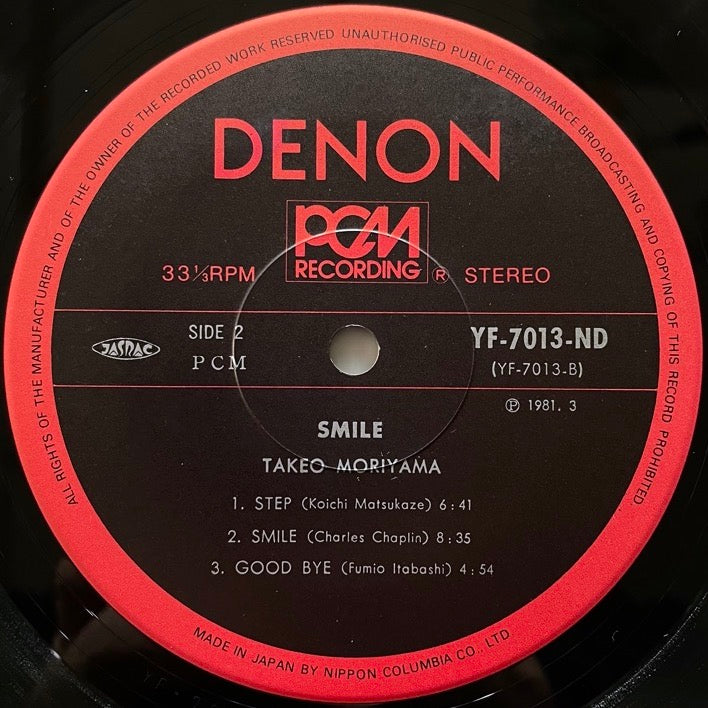 ALL RIGHTS OF THE MANUFACTURER AND OF THE OWNER OF THE RECORDED WORK RESERVED UNAUTHORISED PUBLIC PERFORMANCE BROADCASTING AND COPYING OF THIS RECORD PROHIBITED.
DENON
PCM
RECORDING
33⅓RPM ® STEREO
JASRAC
SIDE 2
PCM
YF-7013-ND
(YF-7013-B)
Ⓟ 1981. 3
SMILE
TAKEO MORIYAMA
1. STEP (Koichi Matsukaze) 6:41
2. SMILE (Charles Chaplin) 8:35
3. GOOD BYE (Fumio Itabashi) 4:54
MADE IN JAPAN BY NIPPON COLUMBIA CO., LTD